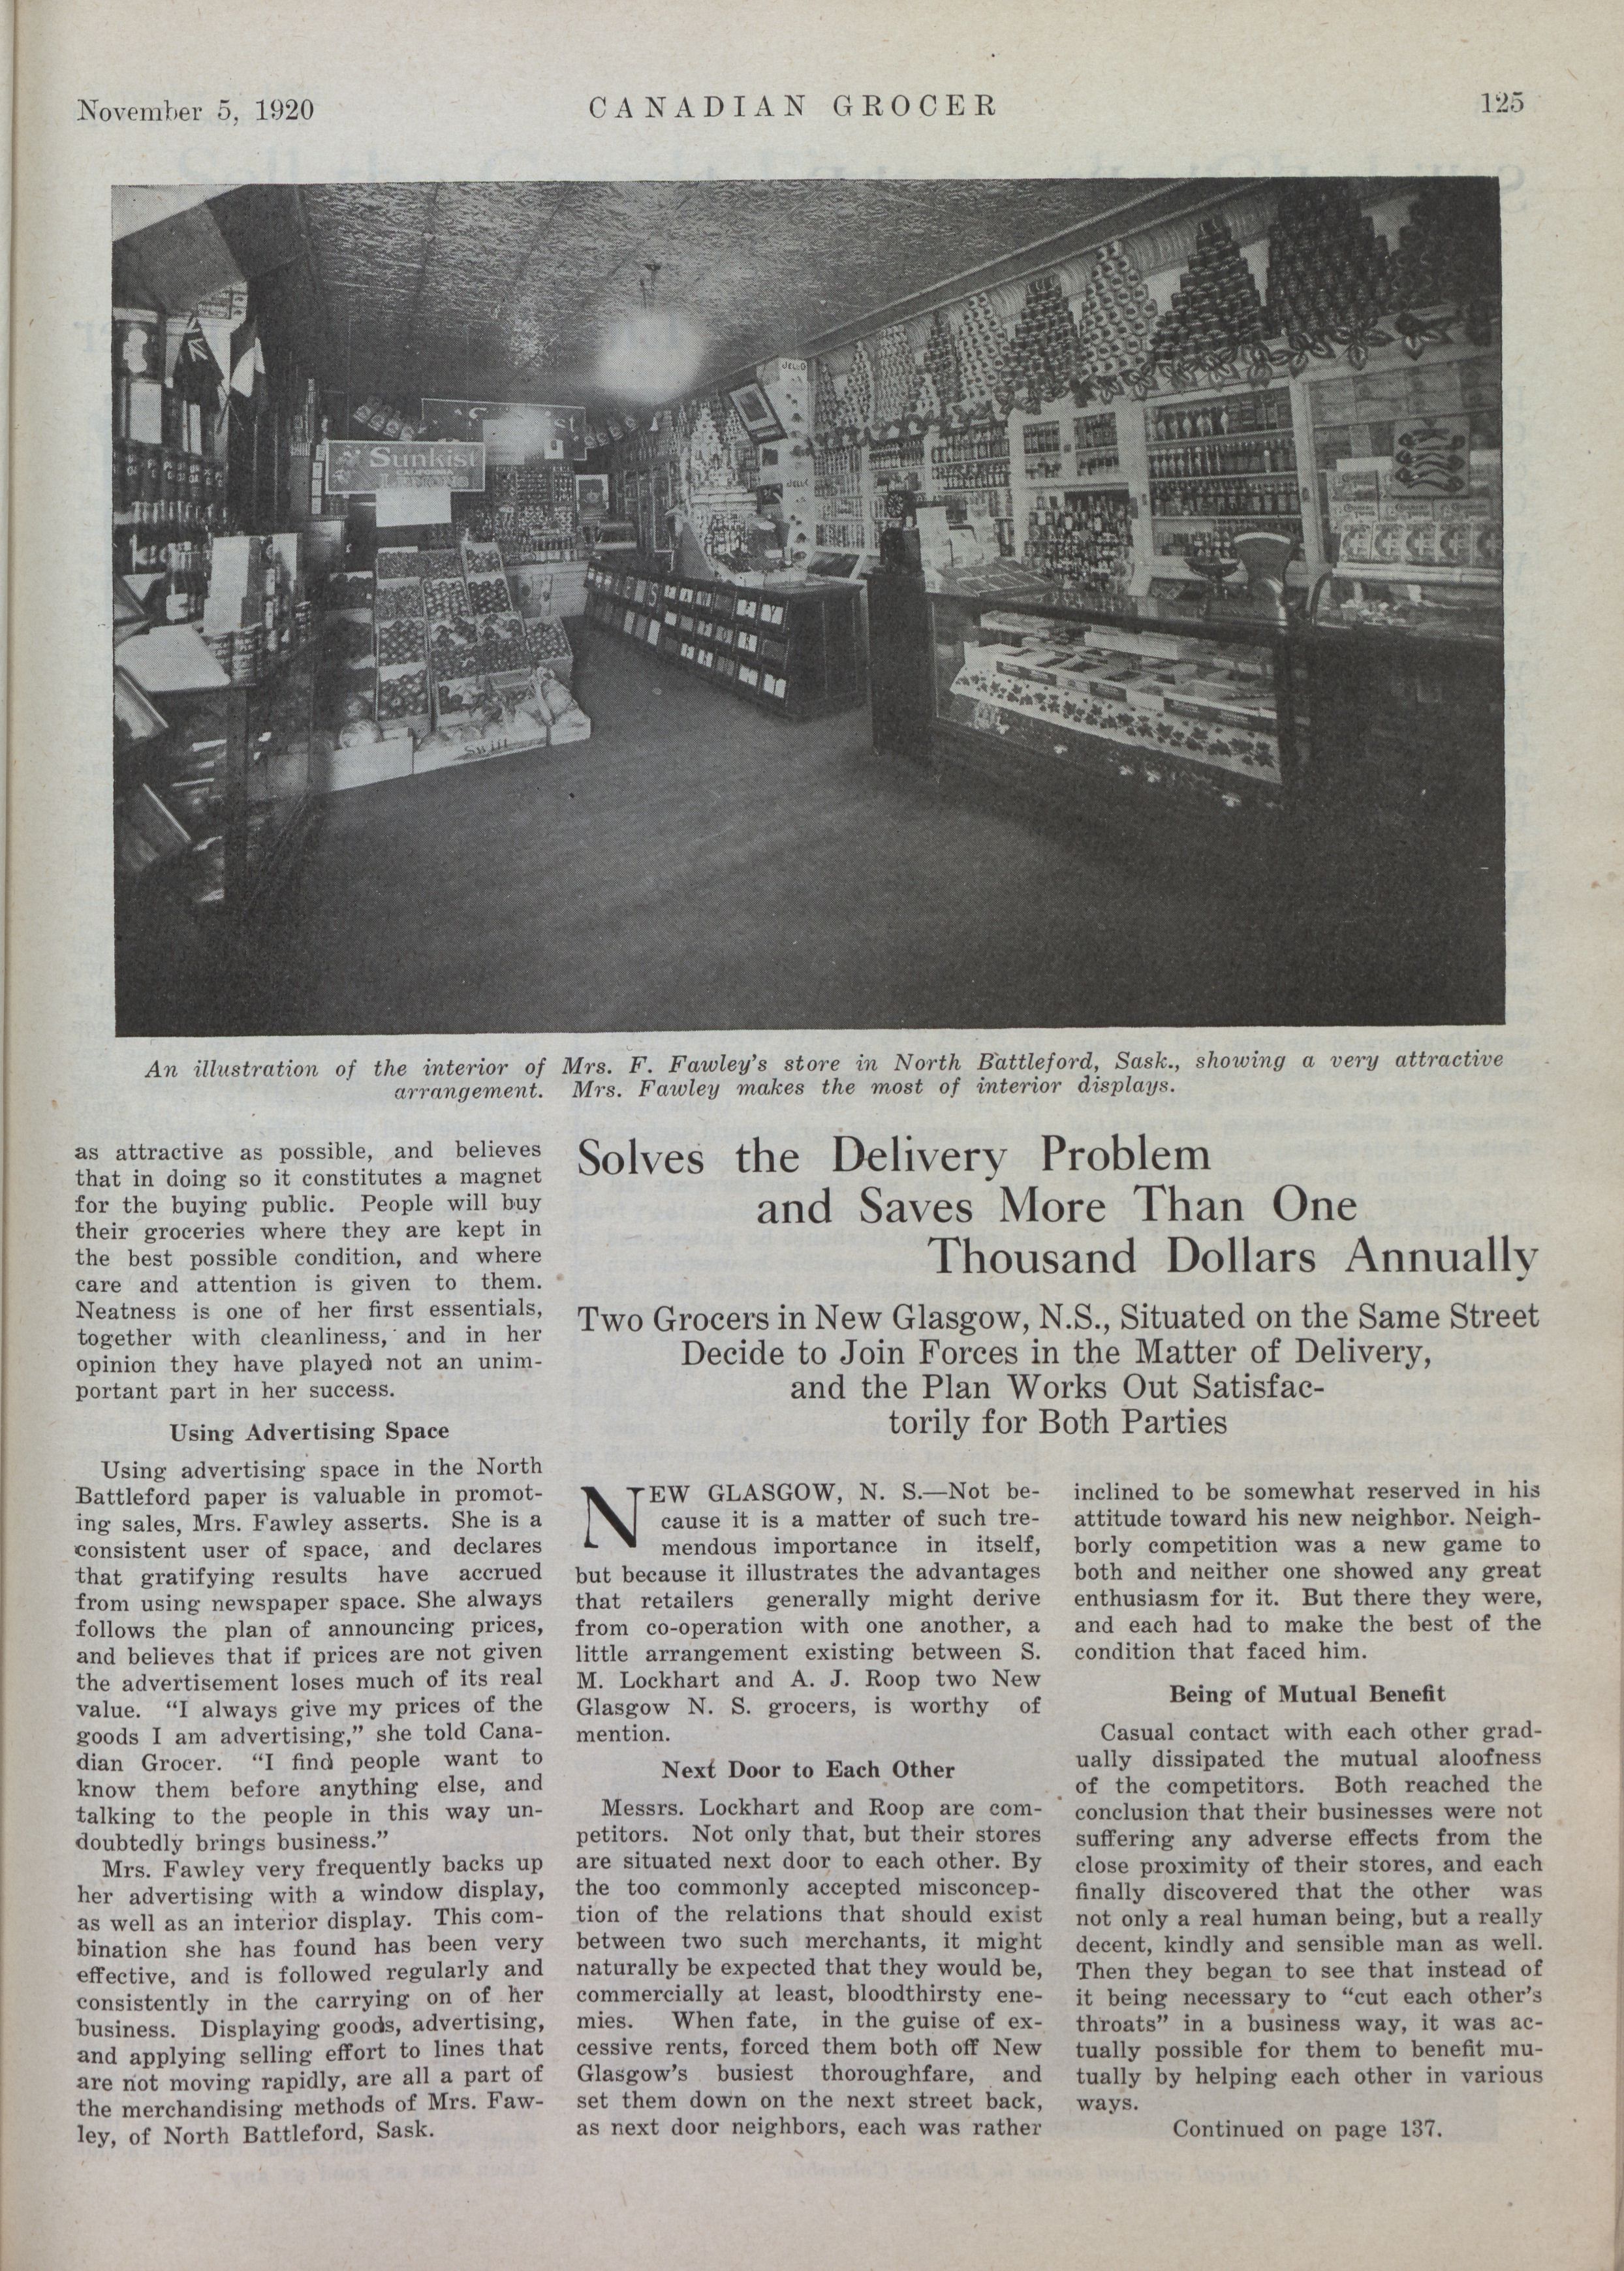 November 5, 1920
CANADIAN GROCER
125
JELLO
Sunkist
JELLO
Swift
An illustration of the interior of Mrs. F. Fawley's store in North Battleford, Sask., showing a very attractive
arrangement. Mrs. Fawley makes the most of interior displays.
as attractive as possible, and believes
that in doing so it constitutes a magnet
for the buying public. People will buy
their groceries where they are kept in
the best possible condition, and where
care and attention is given to them.
Neatness is one of her first essentials,
together with cleanliness, and in her
opinion they have played not an unim-
portant part in her success.
Using Advertising Space
Using advertising space in the North
Battleford paper is valuable in promot-
ing sales, Mrs. Fawley asserts. She is a
consistent user of space, and declares
that gratifying results have accrued
from using newspaper space. She always
follows the plan of announcing prices,
and believes that if prices are not given
the advertisement loses much of its real
value. "I always give my prices of the
goods I am advertising," she told Cana-
dian Grocer. "I find people want to
know them before anything else, and
talking to the people in this way un-
doubtedly brings business."
Mrs. Fawley very frequently backs up
her advertising with a window display,
as well as an interior display. This com-
bination she has found has been very
effective, and is followed regularly and
consistently in the carrying on of her
business. Displaying goods, advertising,
and applying selling effort to lines that
are not moving rapidly, are all a part of
the merchandising methods of Mrs. Faw-
ley, of North Battleford, Sask.
Solves the Delivery Problem
and Saves More Than One
Thousand Dollars Annually
Two Grocers in New Glasgow, N.S., Situated on the Same Street
Decide to Join Forces in the Matter of Delivery,
and the Plan Works Out Satisfac-
torily for Both Parties
NEW GLASGOW, N. S.—Not be-
cause it is a matter of such tre-
mendous importance in itself,
but because it illustrates the advantages
that retailers generally might derive
from co-operation with one another, a
little arrangement existing between S.
M. Lockhart and A. J. Roop two New
Glasgow N. S. grocers, is worthy of
mention.
Next Door to Each Other
Messrs. Lockhart and Roop are com-
petitors. Not only that, but their stores
are situated next door to each other. By
the too commonly accepted misconcep-
tion of the relations that should exist
between two such merchants, it might
naturally be expected that they would be,
commercially at least, bloodthirsty ene-
mies. When fate, in the guise of ex-
cessive rents, forced them both off New
Glasgow's busiest thoroughfare, and
set them down on the next street back,
as next door neighbors, each was rather
inclined to be somewhat reserved in his
attitude toward his new neighbor. Neigh-
borly competition was a new game to
both and neither one showed any great
enthusiasm for it. But there they were,
and each had to make the best of the
condition that faced him.
Being of Mutual Benefit
Casual contact with each other grad-
ually dissipated the mutual aloofness
of the competitors. Both reached the
conclusion that their businesses were not
suffering any adverse effects from the
close proximity of their stores, and each
finally discovered that the other was
not only a real human being, but a really
decent, kindly and sensible man as well.
Then they began to see that instead of
it being necessary to "cut each other's
throats" in a business way, it was ac-
tually possible for them to benefit mu-
tually by helping each other in various
ways.
Continued on page 137.